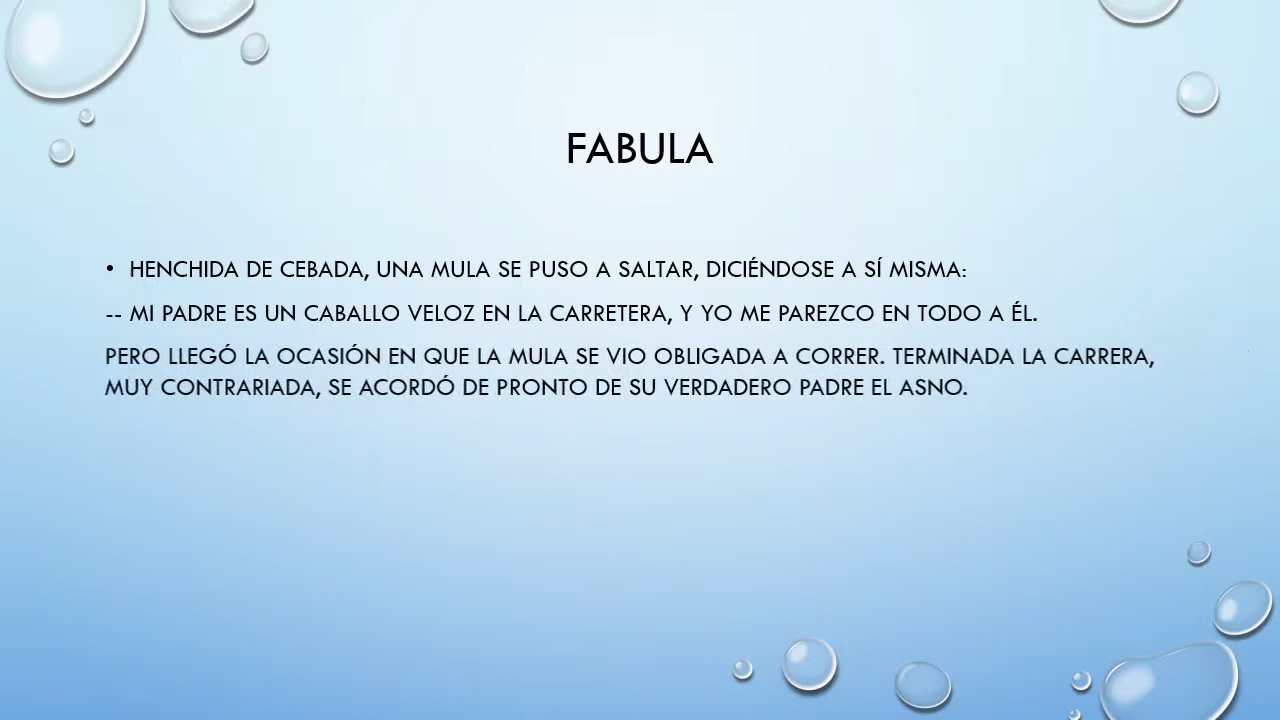 FABULA
• HENCHIDA DE CEBADA, UNA MULA SE PUSO A SALTAR, DICIÉNDOSE A SÍ MISMA:
-- MI PADRE ES UN CABALLO VELOZ EN LA CARRETERA, Y YO ME PAREZCO EN TODO A ÉL.
PERO LLEGÓ LA OCASIÓN EN QUE LA MULA SE VIO OBLIGADA A CORRER. TERMINADA LA CARRERA,
MUY CONTRARIADA, SE ACORDÓ DE PRONTO DE SU VERDADERO PADRE EL ASNO.